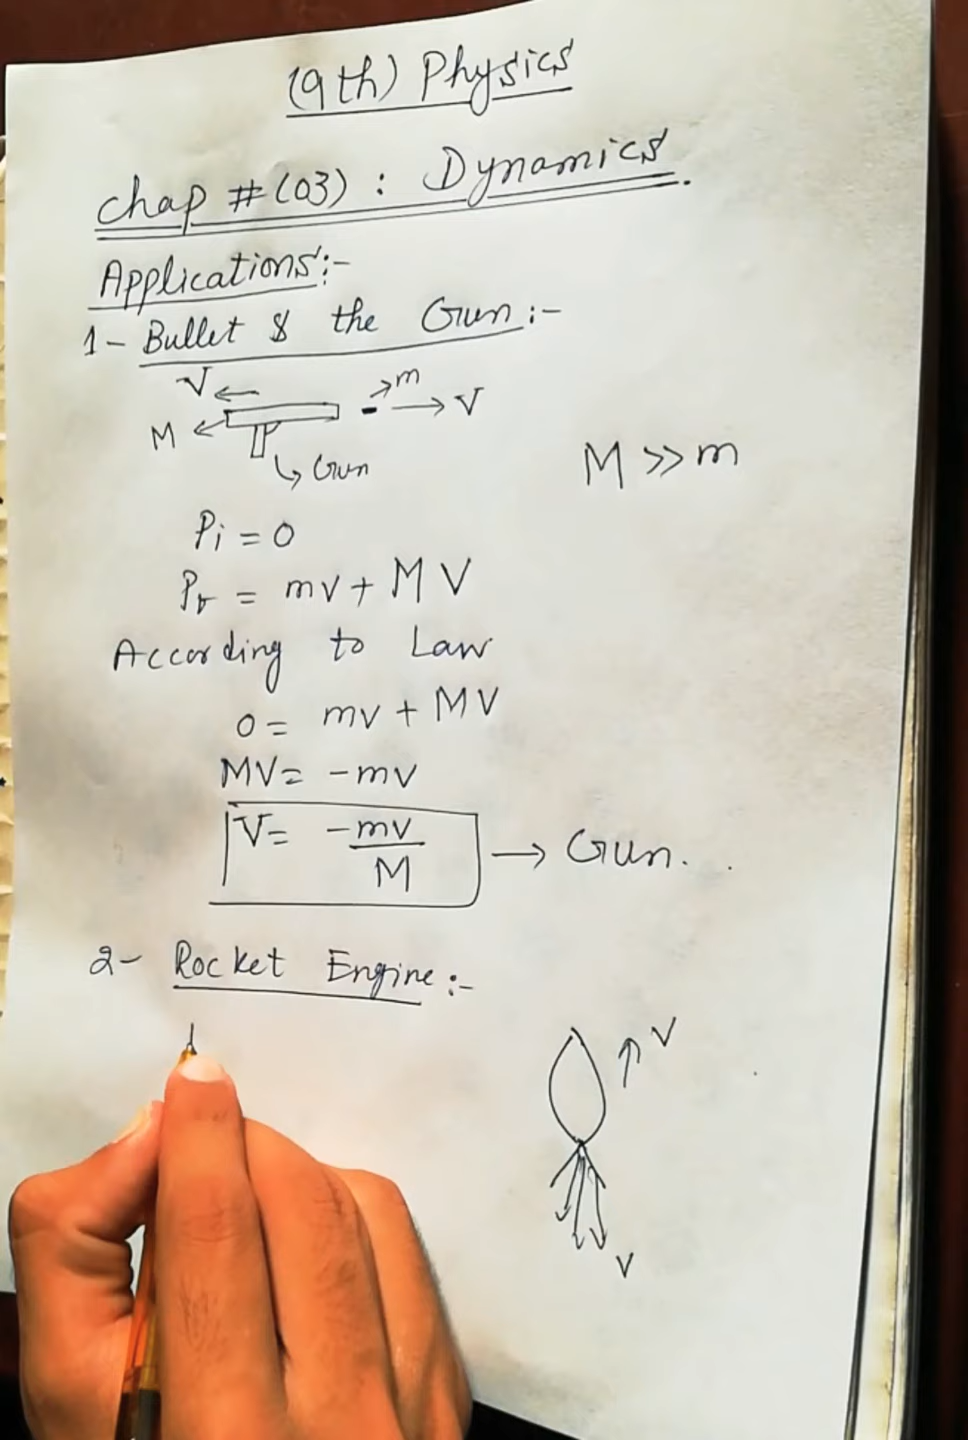 (9th) Physics
Chap #(03) : Dynamics.
Applications:-
1- Bullet & the Gun:-
V m
V
M
Gun
M >> m
Pi = 0
Pf = mv + MV
According to Law
0 = mv + MV
MV = -mv
V = -mv/M → Gun.
2- Rocket Engine:-
V
V